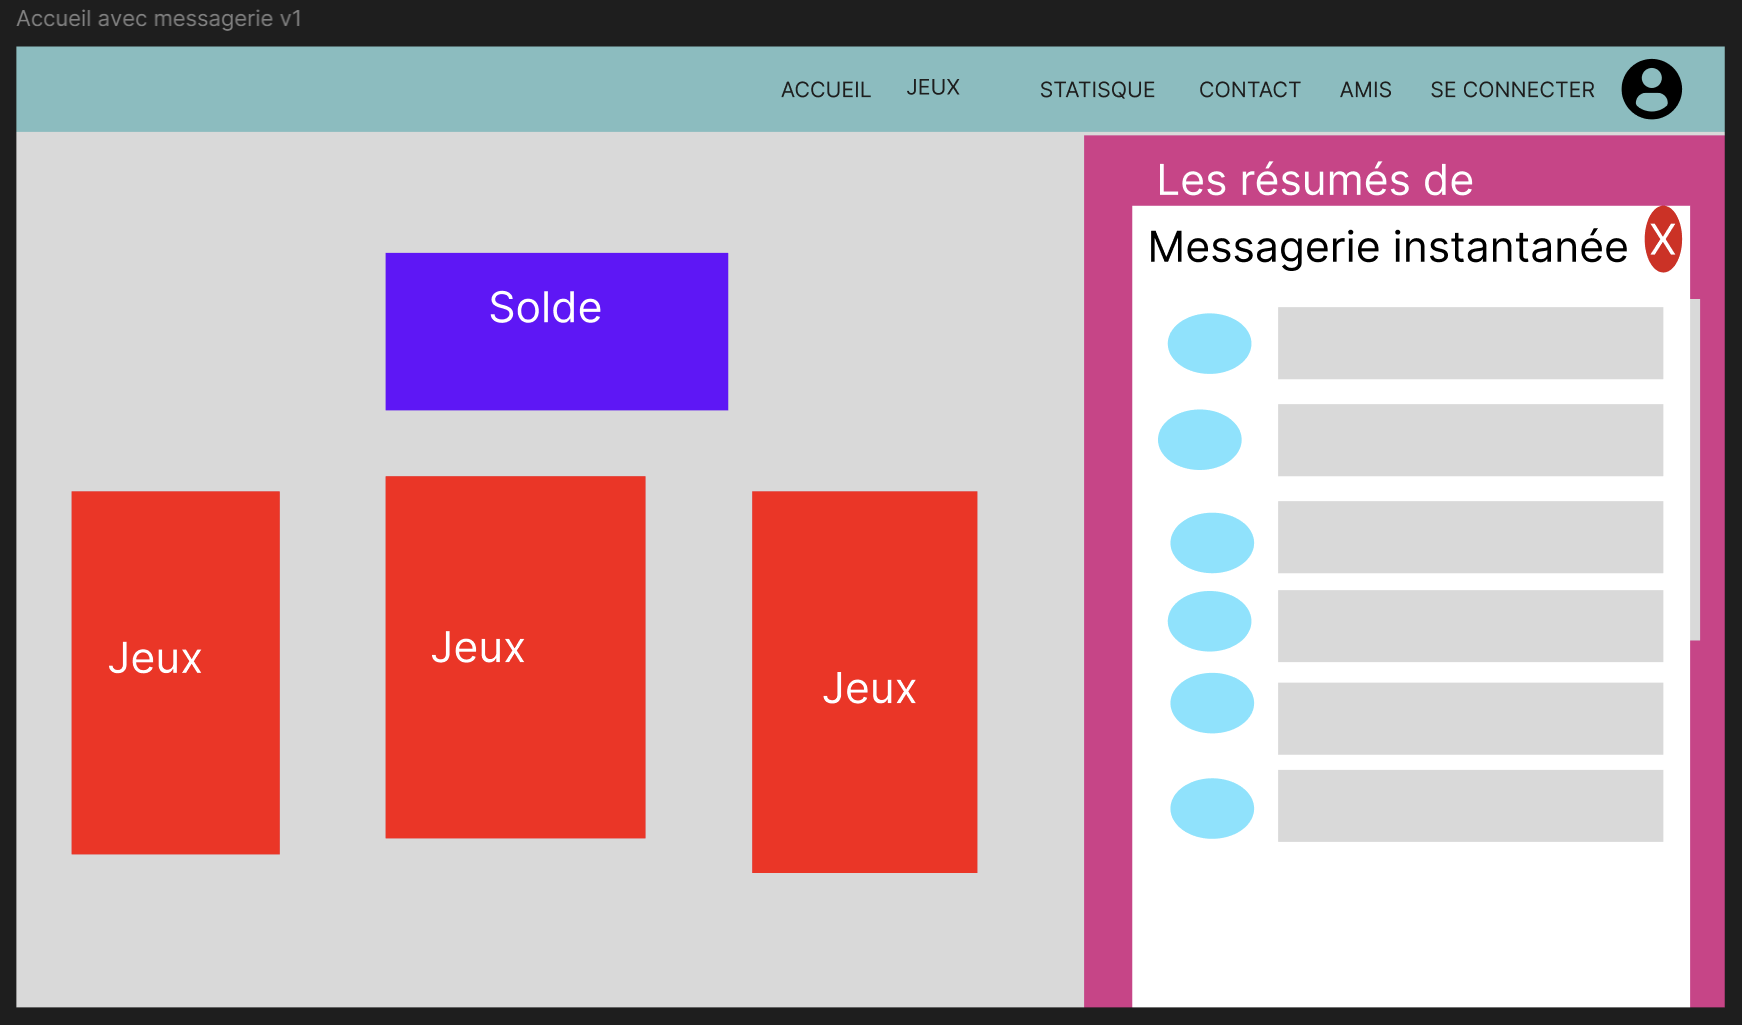 Accueil avec messagerie v1
ACCUEIL JEUX STATISQUE CONTACT AMIS SE CONNECTER
Les résumés de
Messagerie instantanée X
Solde
Jeux
Jeux
Jeux